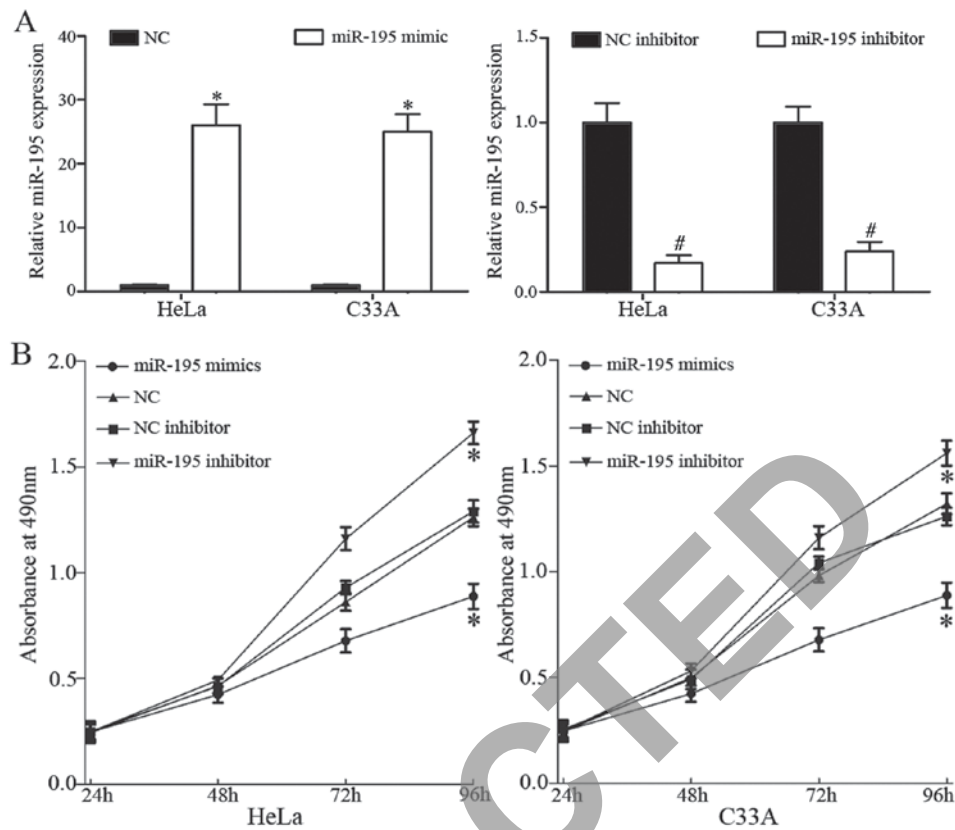 A
NC
miR-195 mimic
Relative miR-195 expression
40
30
20
10
0
*
*
HeLa
C33A
NC inhibitor
miR-195 inhibitor
Relative miR-195 expression
1.5
1.0
0.5
0.0
#
#
HeLa
C33A
B
miR-195 mimics
NC
NC inhibitor
miR-195 inhibitor
Absorbance at 490nm
2.0
1.5
1.0
0.5
0.0
*
*
24h 48h 72h 96h
HeLa
miR-195 mimics
NC
NC inhibitor
miR-195 inhibitor
Absorbance at 490nm
2.0
1.5
1.0
0.5
0.0
*
*
24h 48h 72h 96h
C33A
CTED